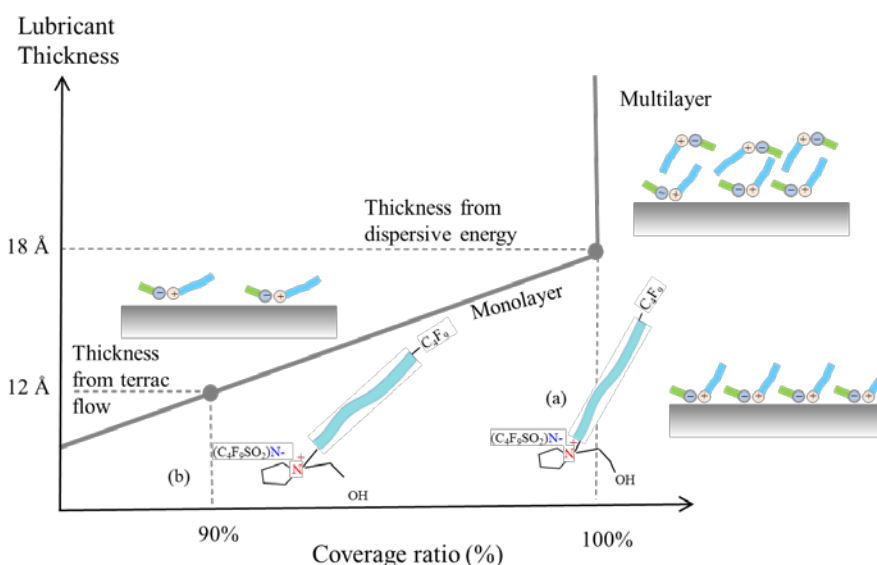 Lubricant
Thickness
Multilayer
Thickness from
dispersive energy
18 Å
Monolayer
C₄F₉
C₄F₉
Thickness
from terrac
flow
12 Å
(a)
(b)
(C₄F₉SO₂)N-
N
+
OH
(C₄F₉SO₂)N-
N
+
OH
90%
100%
Coverage ratio (%)